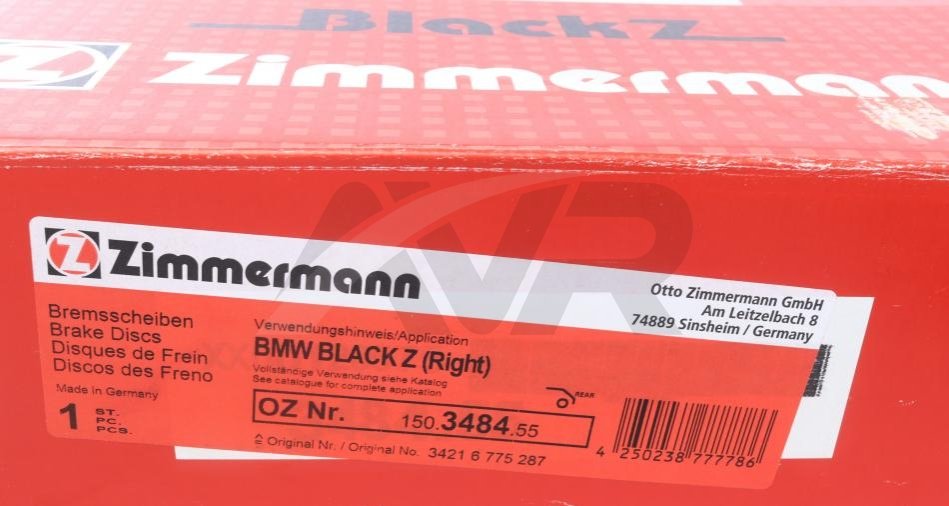 BlackZ
Z Zimmermann
AVR
Z Zimmermann
Otto Zimmermann GmbH
Am Leitzelbach 8
74889 Sinsheim / Germany
Bremsscheiben
Brake Discs
Disques de Frein
Discos des Freno
Made in Germany
1 ST.
PC.
PCS.
Verwendungshinweis/Application
BMW BLACK Z (Right)
Vollständige Verwendung siehe Katalog
See catalogue for complete application
REAR
OZ Nr. 150.3484.55
≙ Original Nr. / Original No. 3421 6 775 287
4 250238 777786